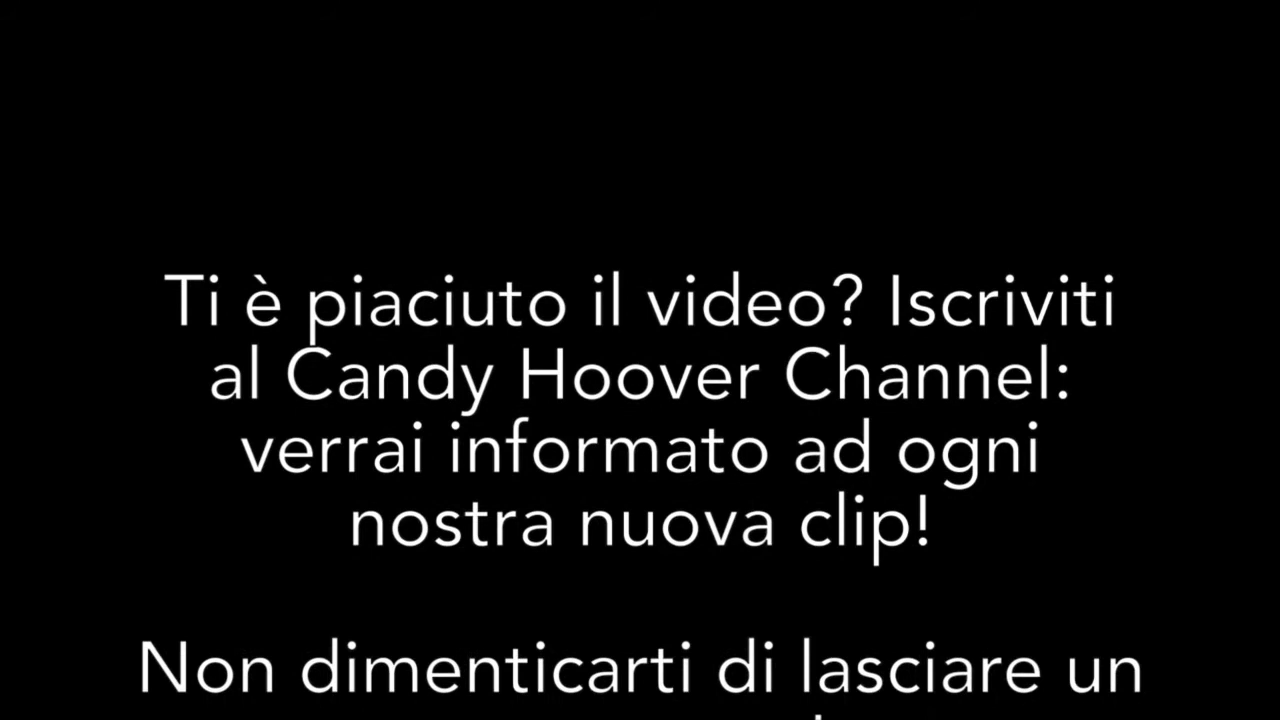 Ti è piaciuto il video? Iscriviti
al Candy Hoover Channel:
verrai informato ad ogni
nostra nuova clip!
Non dimenticarti di lasciare un